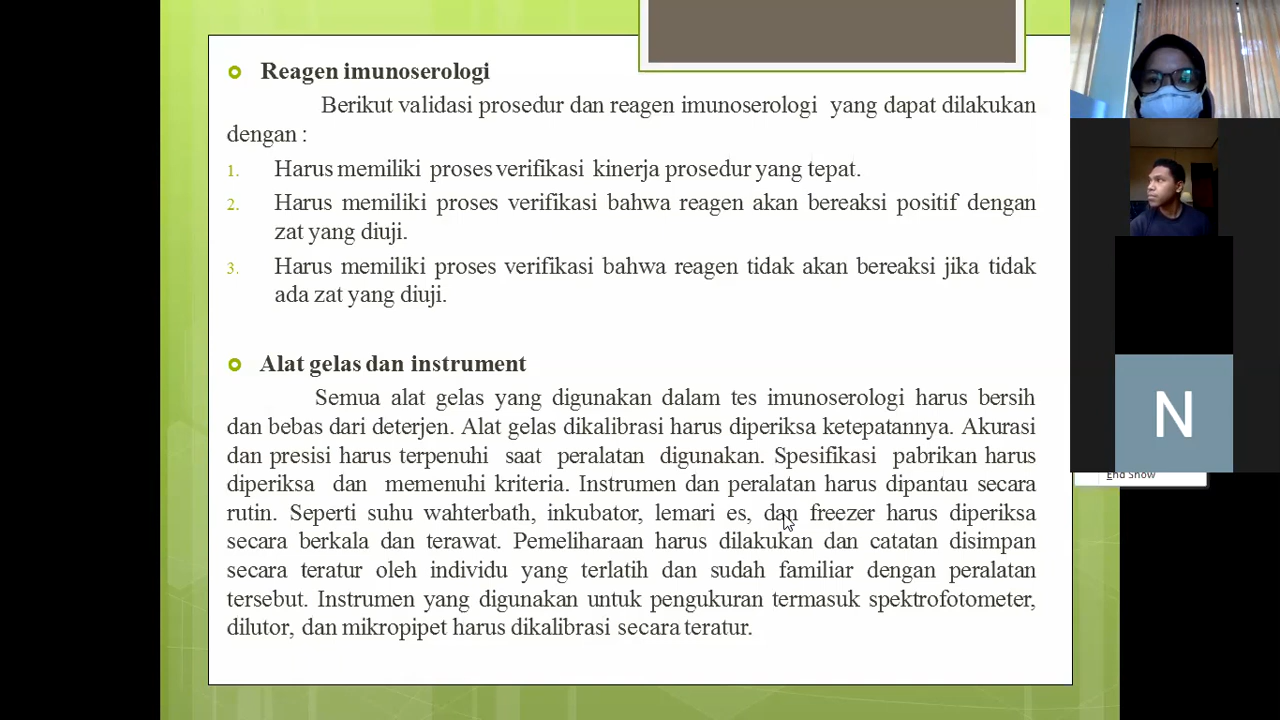 Reagen imunoserologi
Berikut validasi prosedur dan reagen imunoserologi yang dapat dilakukan
dengan :
1. Harus memiliki proses verifikasi kinerja prosedur yang tepat.
2. Harus memiliki proses verifikasi bahwa reagen akan bereaksi positif dengan
zat yang diuji.
3. Harus memiliki proses verifikasi bahwa reagen tidak akan bereaksi jika tidak
ada zat yang diuji.
Alat gelas dan instrument
Semua alat gelas yang digunakan dalam tes imunoserologi harus bersih
dan bebas dari deterjen. Alat gelas dikalibrasi harus diperiksa ketepatannya. Akurasi
dan presisi harus terpenuhi saat peralatan digunakan. Spesifikasi pabrikan harus
diperiksa dan memenuhi kriteria. Instrumen dan peralatan harus dipantau secara
rutin. Seperti suhu wahterbath, inkubator, lemari es, dan freezer harus diperiksa
secara berkala dan terawat. Pemeliharaan harus dilakukan dan catatan disimpan
secara teratur oleh individu yang terlatih dan sudah familiar dengan peralatan
tersebut. Instrumen yang digunakan untuk pengukuran termasuk spektrofotometer,
dilutor, dan mikropipet harus dikalibrasi secara teratur.
N
End Show